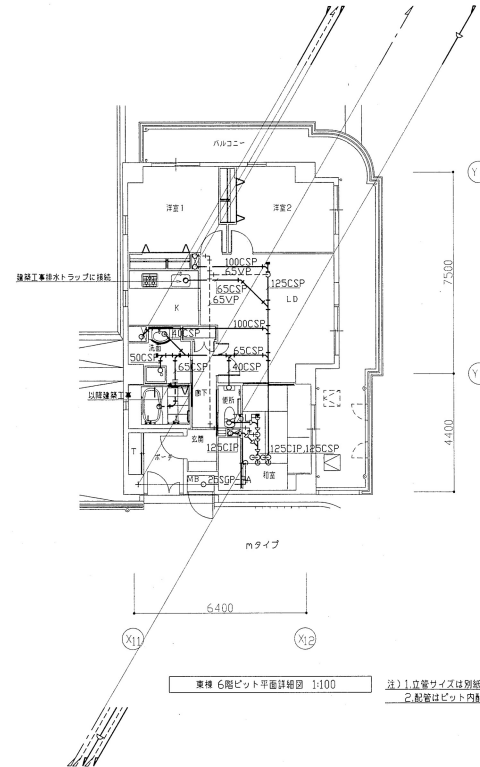 バルコニー
Y
洋室1
洋室2
100CSP
65VP
建築工事排水トラップに接続
65CSP
125CSP
65VP
7500
K
LD
100CSP
40CSP
洗面
65CSP
50CSP
65CSP
40CSP
Y
以降建築工事
廊下
便所
K
玄関
4400
125CIP
125CIP,125CSP
ポーチ
T
和室
MB
Mタイプ
6400
X11
X12
東棟 6階ピット平面詳細図 1:100
注) 1.立管サイズは別紙
2.配管はピット内